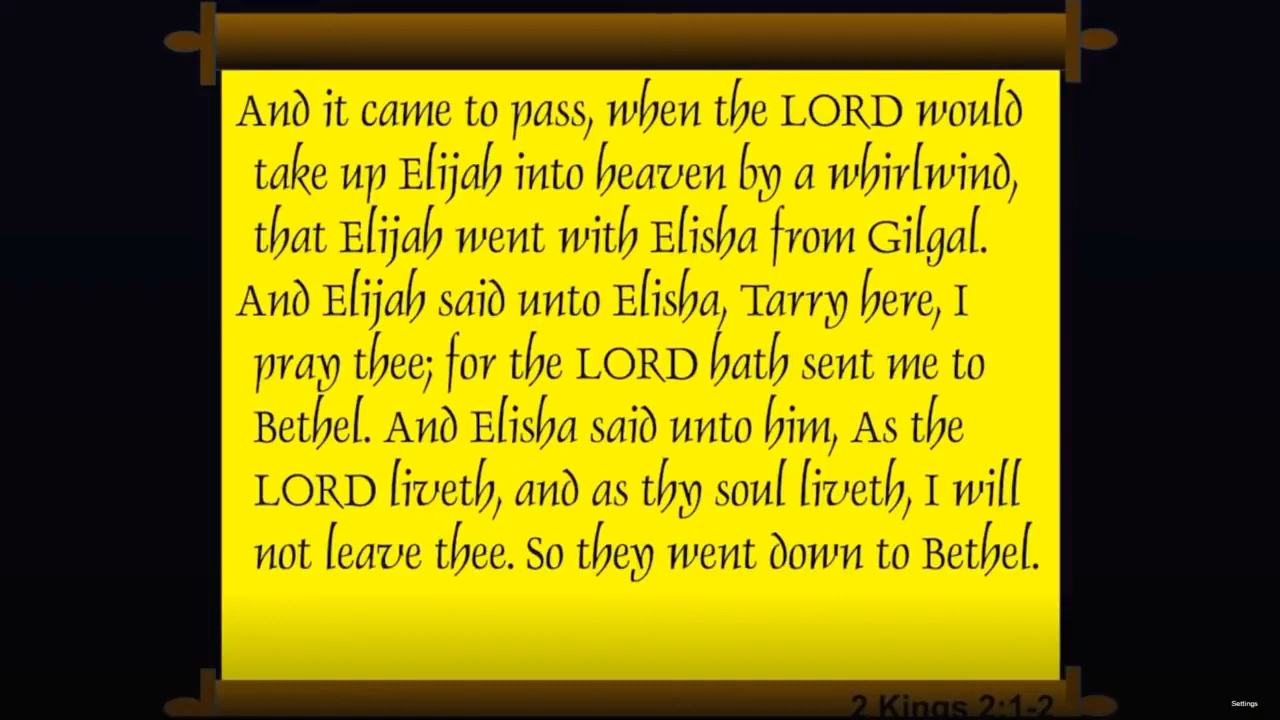 And it came to pass, when the LORD would
take up Elijah into heaven by a whirlwind,
that Elijah went with Elisha from Gilgal.
And Elijah said unto Elisha, Tarry here, I
pray thee; for the LORD hath sent me to
Bethel. And Elisha said unto him, As the
LORD liveth, and as thy soul liveth, I will
not leave thee. So they went down to Bethel.
2 Kings 2:1-2
Settings